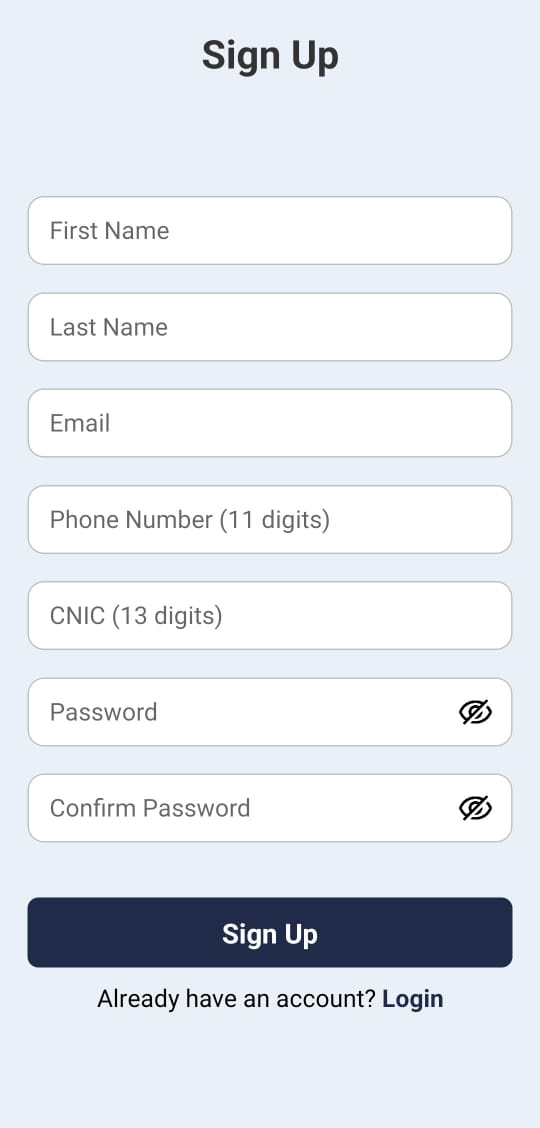 Sign Up
First Name
Last Name
Email
Phone Number (11 digits)
CNIC (13 digits)
Password
Confirm Password
Sign Up
Already have an account? Login